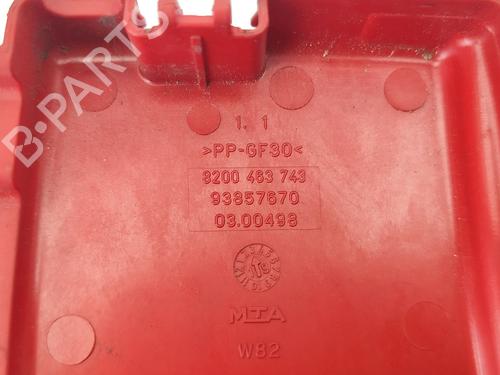 B-PARTS
1. 1
>PP-GF30<
8200 463 743
93857670
03.00498
MTA
W82